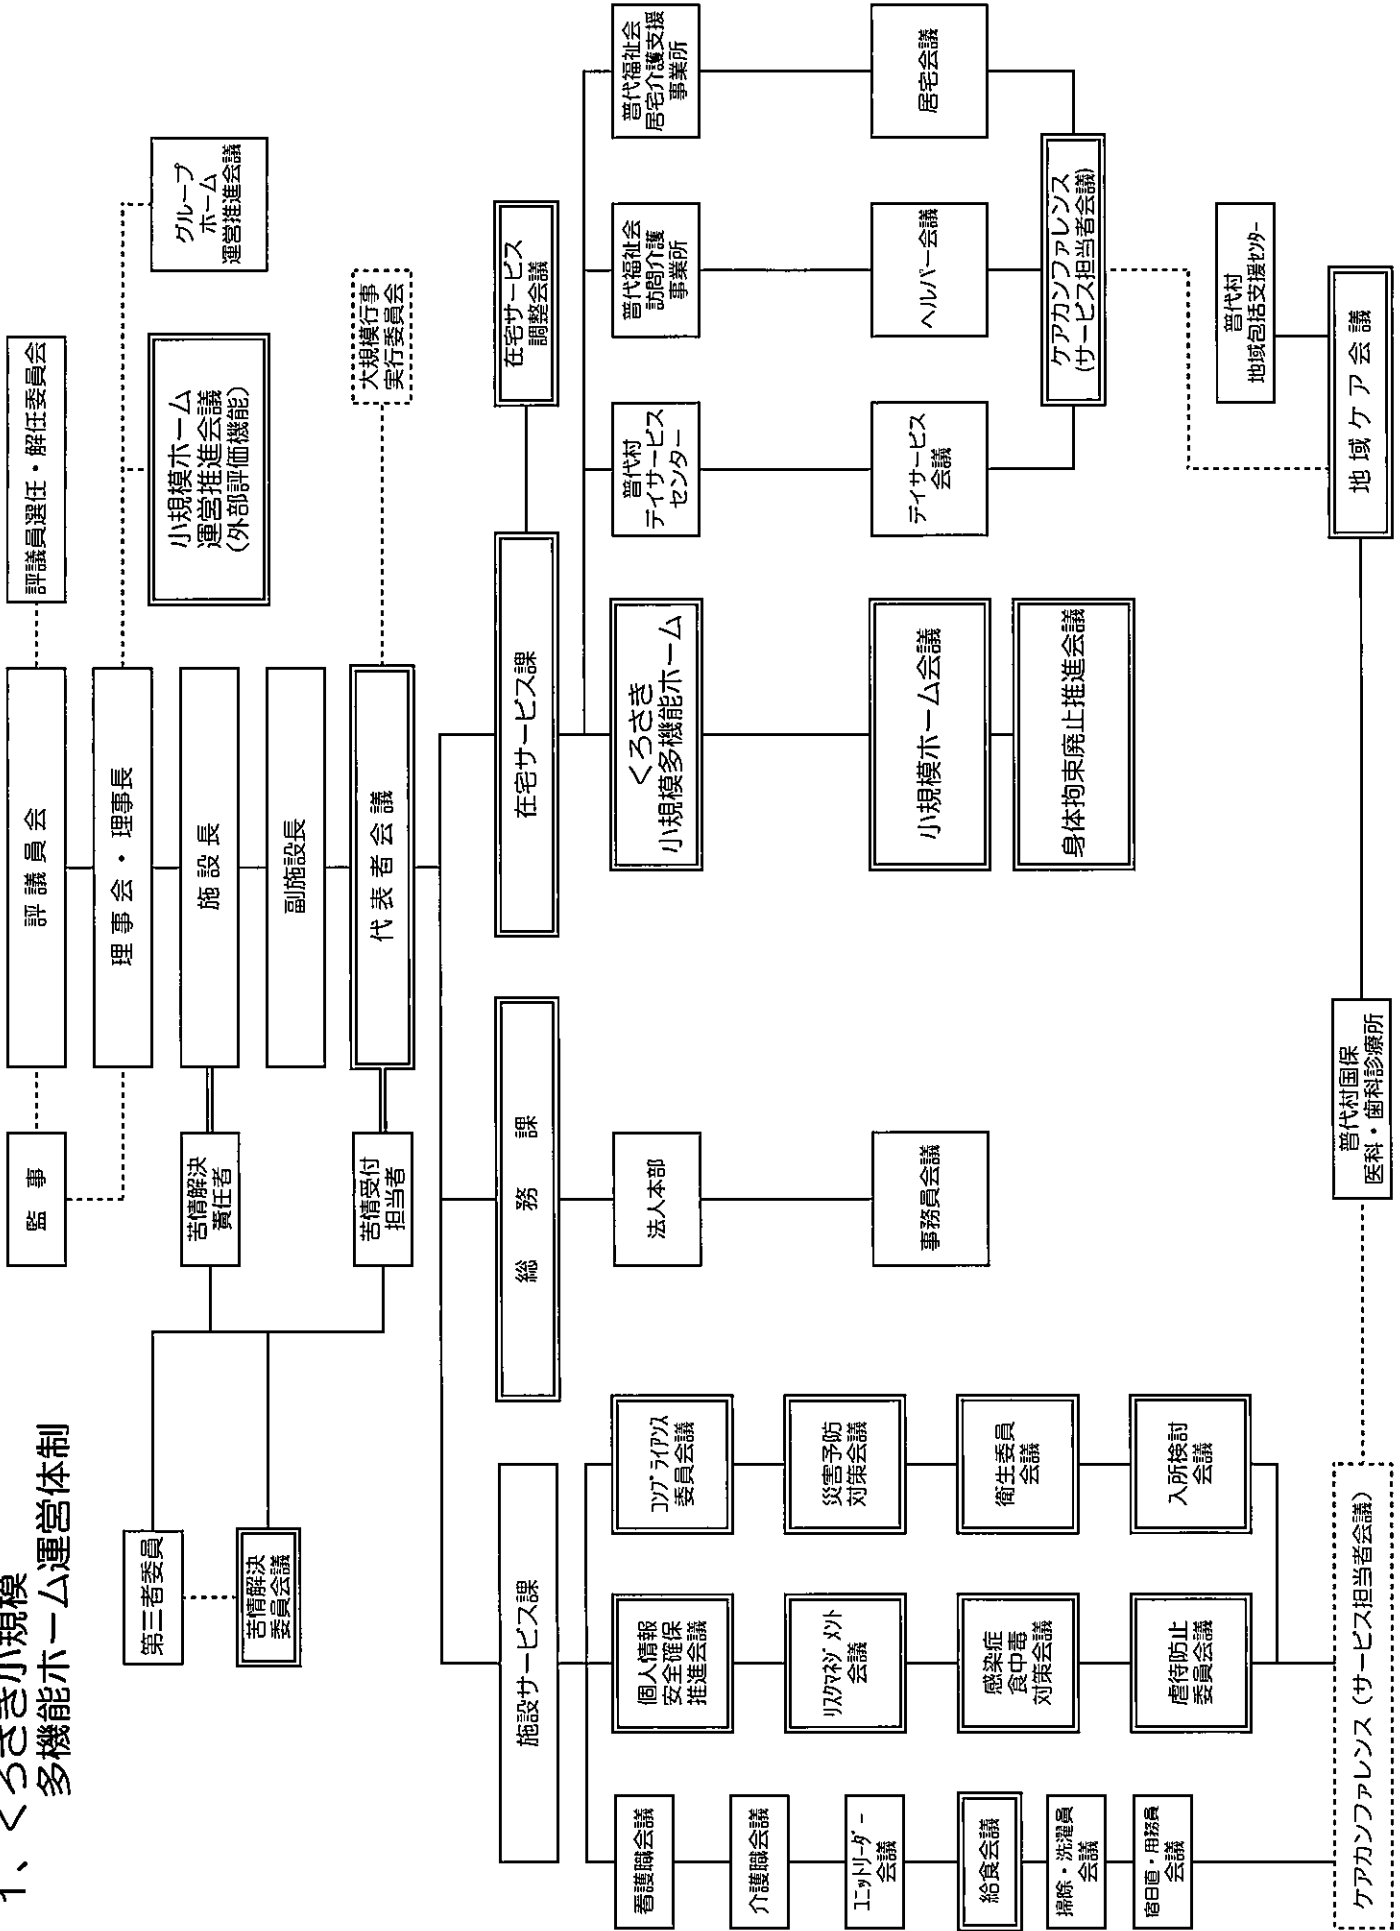 1、くろさき小規模
多機能ホーム運営体制
監事
評議員会
評議員選任・解任委員会
理事会・理事長
小規模ホーム
運営推進会議
(外部評価機能)
グループ
ホーム
運営推進会議
第三者委員
苦情解決
委員会議
苦情解決
責任者
施設長
副施設長
苦情受付
担当者
代表者会議
大規模行事
実行委員会
施設サービス課
総務課
在宅サービス課
在宅サービス
調整会議
看護職会議
介護職会議
ユニットリーダー
会議
給食会議
掃除・洗濯員
会議
宿日直・用務員
会議
個人情報
安全確保
推進会議
リスクマネジメント
会議
感染症
食中毒
対策会議
虐待防止
委員会議
コンプライアンス
委員会議
災害予防
対策会議
衛生委員
会議
入所検討
会議
法人本部
事務員会議
くろさき
小規模多機能ホーム
小規模ホーム会議
身体拘束廃止推進会議
普代村
デイサービス
センター
デイサービス
会議
普代福祉会
訪問介護
事業所
ヘルパー会議
普代福祉会
居宅介護支援
事業所
居宅会議
ケアカンファレンス
(サービス担当者会議)
普代村
地域包括支援センター
ケアカンファレンス(サービス担当者会議)
普代村国保
医科・歯科診療所
地域ケア会議